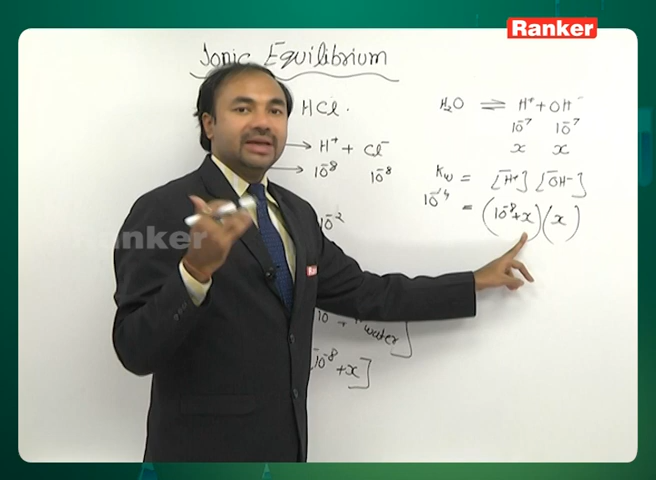 Ranker
Ionic Equilibrium
HCl.
H⁺ + Cl⁻
10⁻⁸ 10⁻⁸
10⁻²
10 +
water
10⁻⁸ + x]
H₂O ⇌ H⁺ + OH⁻
10⁻⁷ 10⁻⁷
x x
Kw = [H⁺] [OH⁻]
10⁻¹⁴ = (10⁻⁸+x)(x)
Ranker
Ranker